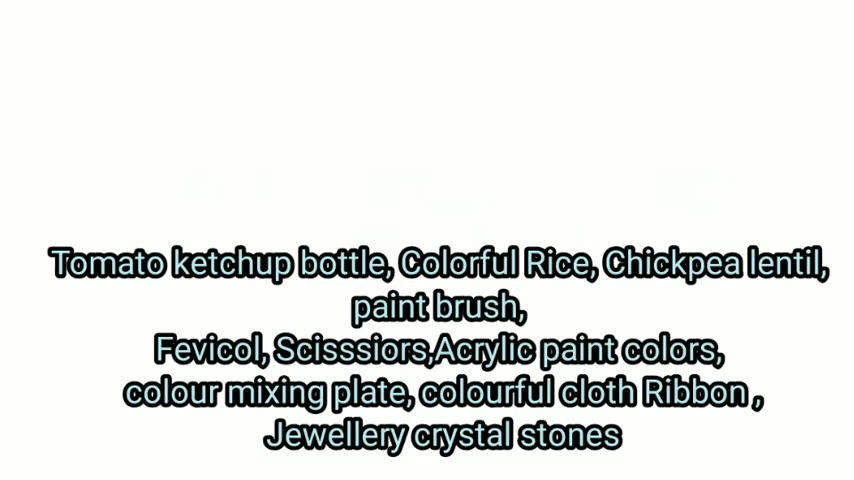 Tomato ketchup bottle, Colorful Rice, Chickpea lentil,
paint brush,
Fevicol, Scisssiors,Acrylic paint colors,
colour mixing plate, colourful cloth Ribbon ,
Jewellery crystal stones